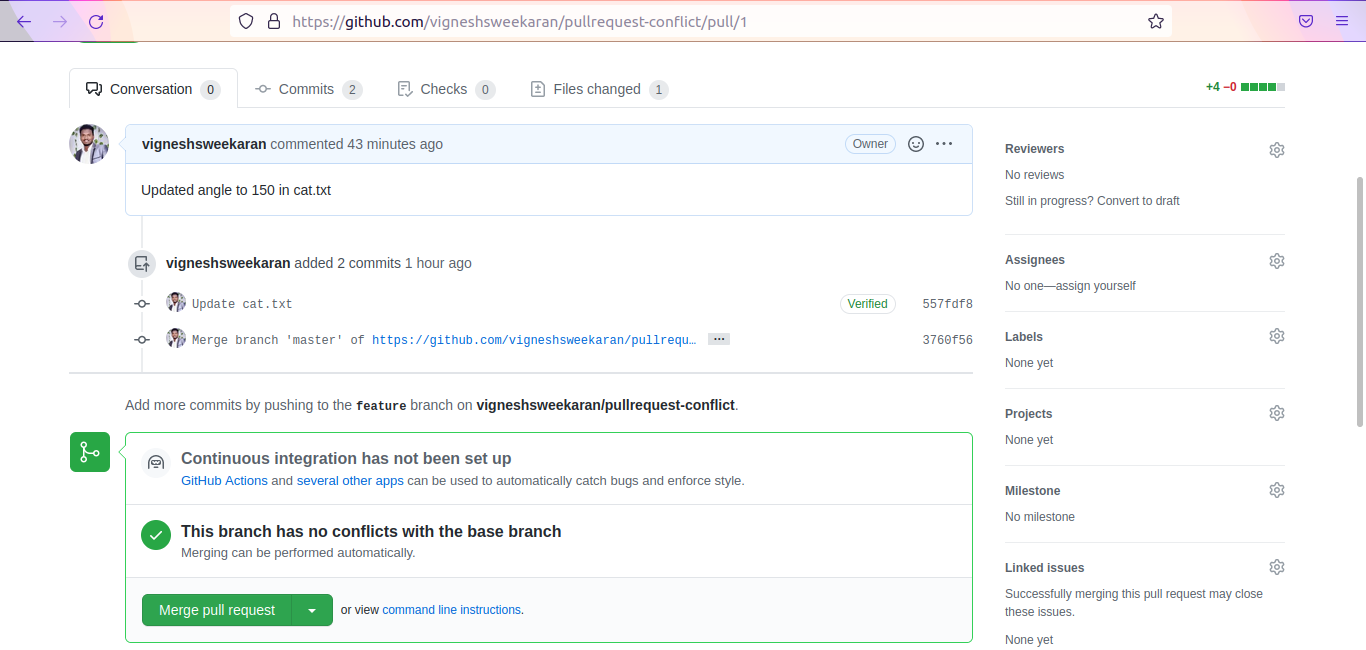 https://github.com/vigneshsweekaran/pullrequest-conflict/pull/1
Conversation 0 Commits 2 Checks 0 Files changed 1 +4 −0
vigneshsweekaran commented 43 minutes ago Owner ···
Updated angle to 150 in cat.txt
vigneshsweekaran added 2 commits 1 hour ago
Update cat.txt Verified 557fdf8
Merge branch 'master' of https://github.com/vigneshsweekaran/pullrequ… ··· 3760f56
Add more commits by pushing to the feature branch on vigneshsweekaran/pullrequest-conflict.
Continuous integration has not been set up
GitHub Actions and several other apps can be used to automatically catch bugs and enforce style.
This branch has no conflicts with the base branch
Merging can be performed automatically.
Merge pull request or view command line instructions.
Reviewers
No reviews
Still in progress? Convert to draft
Assignees
No one—assign yourself
Labels
None yet
Projects
None yet
Milestone
No milestone
Linked issues
Successfully merging this pull request may close
these issues.
None yet